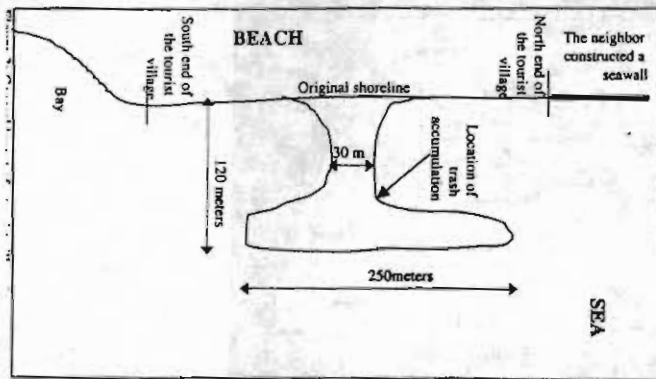 BEACH
South end of
the tourist
village
Bay
Original shoreline
North end of
the tourist
village
The neighbor
constructed a
seawall
30 m
Location of
trash
accumulation
120 meters
250meters
SEA